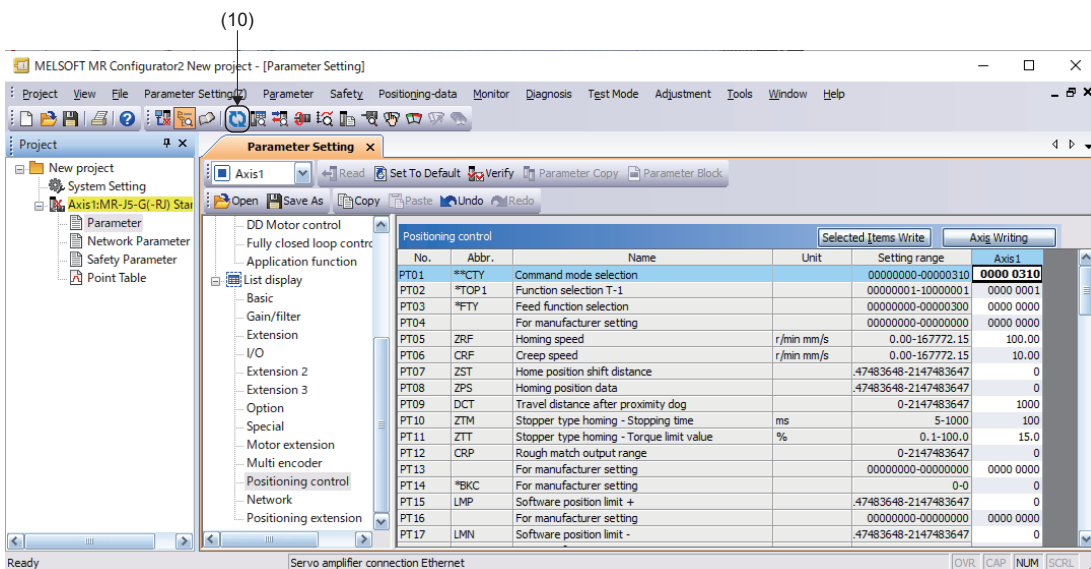 (10)
MELSOFT MR Configurator2 New project - [Parameter Setting]
Project View File Parameter Setting(Z) Parameter Safety Positioning-data Monitor Diagnosis Test Mode Adjustment Tools Window Help
Project
New project
System Setting
Axis1:MR-J5-G(-RJ) Star
Parameter
Network Parameter
Safety Parameter
Point Table
Parameter Setting
Axis1 Read Set To Default Verify Parameter Copy Parameter Block
Open Save As Copy Paste Undo Redo
DD Motor control
Fully closed loop contro
Application function
List display
Basic
Gain/filter
Extension
I/O
Extension 2
Extension 3
Option
Special
Motor extension
Multi encoder
Positioning control
Network
Positioning extension
Positioning control Selected Items Write Axis Writing
No. Abbr. Name Unit Setting range Axis1
PT01 **CTY Command mode selection 00000000-00000310 0000 0310
PT02 *TOP1 Function selection T-1 00000001-10000001 0000 0001
PT03 *FTY Feed function selection 00000000-00000300 0000 0000
PT04 For manufacturer setting 00000000-00000000 0000 0000
PT05 ZRF Homing speed r/min mm/s 0.00-167772.15 100.00
PT06 CRF Creep speed r/min mm/s 0.00-167772.15 10.00
PT07 ZST Home position shift distance .47483648-2147483647 0
PT08 ZPS Homing position data .47483648-2147483647 0
PT09 DCT Travel distance after proximity dog 0-2147483647 1000
PT10 ZTM Stopper type homing - Stopping time ms 5-1000 100
PT11 ZTT Stopper type homing - Torque limit value % 0.1-100.0 15.0
PT12 CRP Rough match output range 0-2147483647 0
PT13 For manufacturer setting 00000000-00000000 0000 0000
PT14 *BKC For manufacturer setting 0-0 0
PT15 LMP Software position limit + .47483648-2147483647 0
PT16 For manufacturer setting 00000000-00000000 0000 0000
PT17 LMN Software position limit - .47483648-2147483647 0
Ready Servo amplifier connection Ethernet OVR CAP NUM SCRL